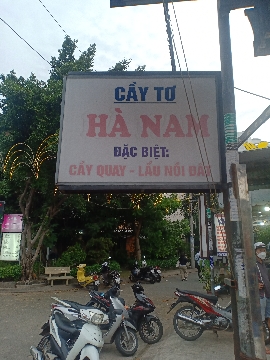 CẦY TƠ
HÀ NAM
ĐẶC BIỆT:
CẦY QUAY - LẨU NỒI ĐẤT